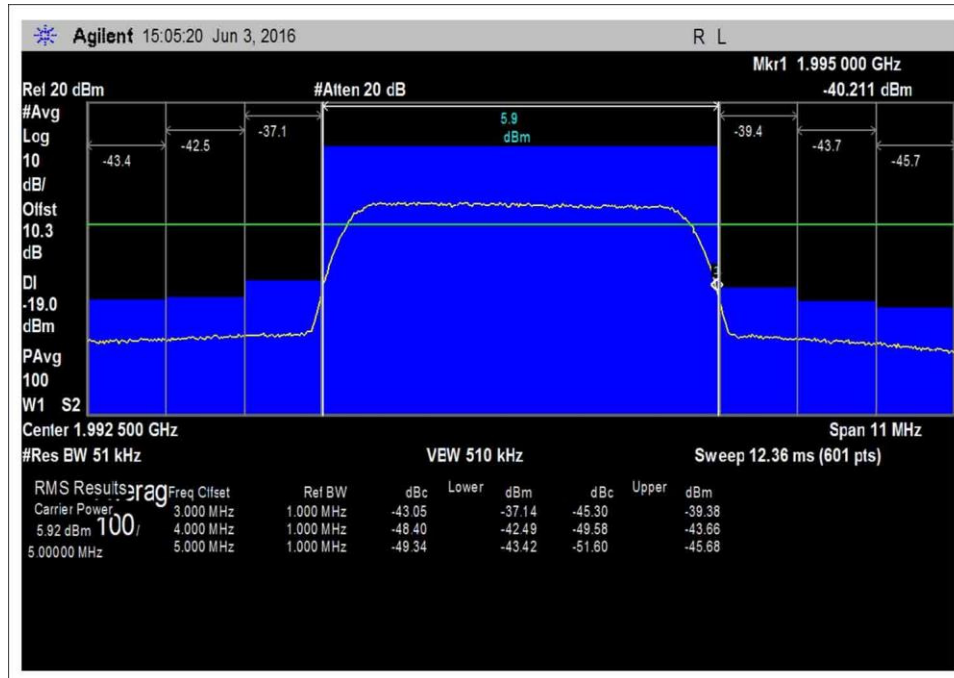 Agilent 15:05:20 Jun 3, 2016 R L
Mkr1 1.995 000 GHz
Ref 20 dBm #Atten 20 dB -40.211 dBm
#Avg
Log
10
dB/
Offst
10.3
dB
DI
-19.0
dBm
PAvg
100
W1 S2
-43.4 -42.5 -37.1 5.9 dBm -39.4 -43.7 -45.7
Center 1.992 500 GHz Span 11 MHz
#Res BW 51 kHz VBW 510 kHz Sweep 12.36 ms (601 pts)
RMS Results Freq Offset Ref BW dBc Lower dBm dBc Upper dBm
Carrier Power 3.000 MHz 1.000 MHz -43.05 -37.14 -45.30 -39.38
5.92 dBm 100/ 4.000 MHz 1.000 MHz -48.40 -42.49 -49.58 -43.66
5.00000 MHz 5.000 MHz 1.000 MHz -49.34 -43.42 -51.60 -45.68